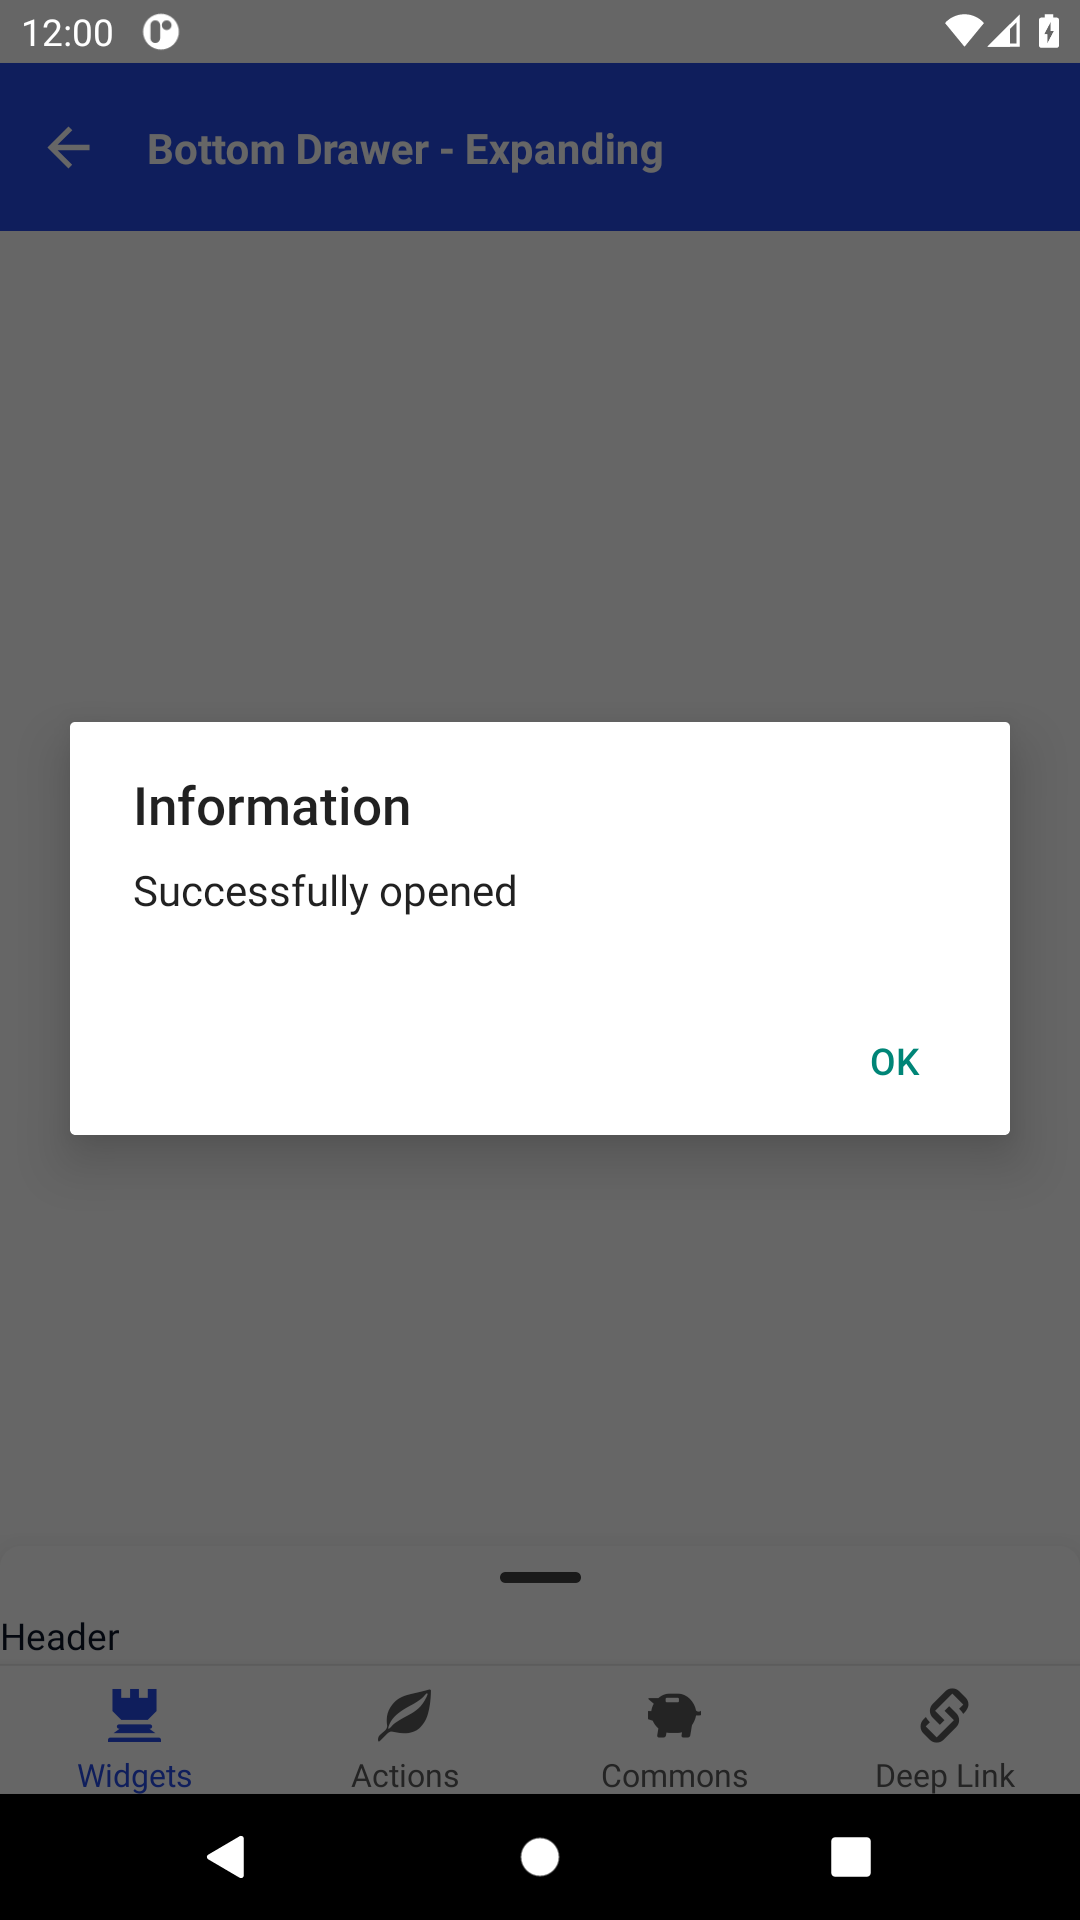 12:00
Bottom Drawer - Expanding
Information
Successfully opened
OK
Header
Widgets
Actions
Commons
Deep Link